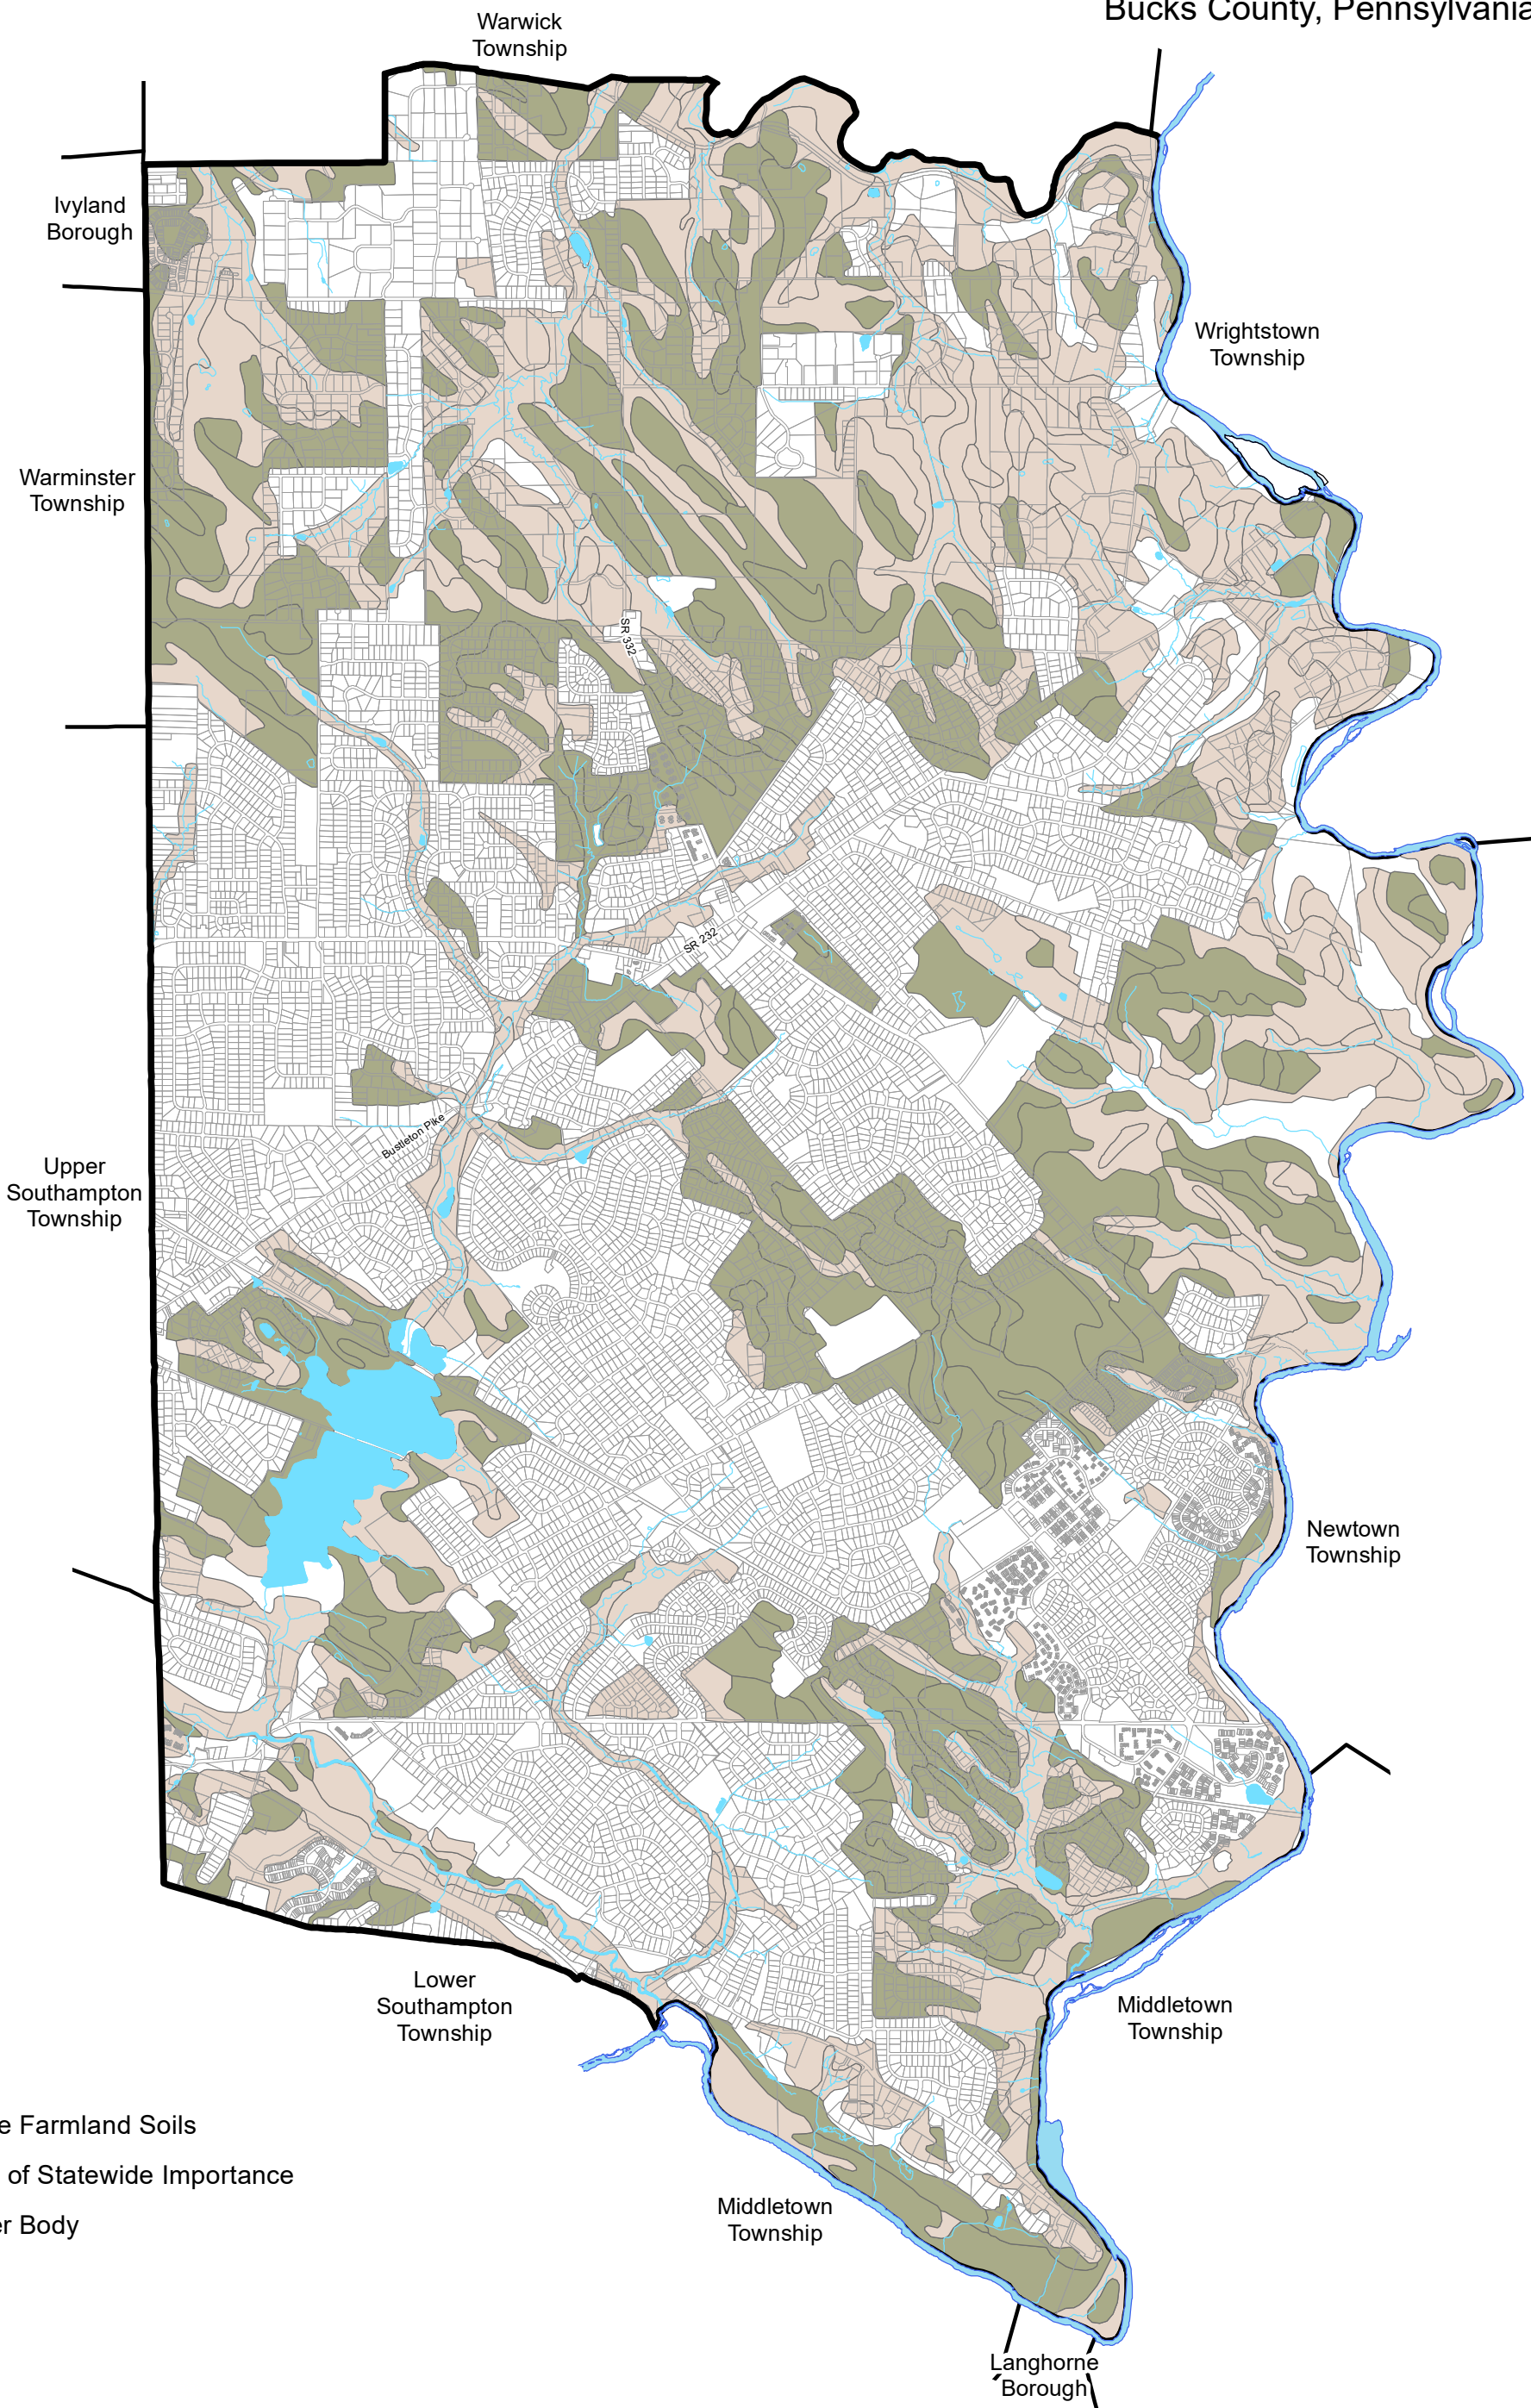 Bucks County, Pennsylvania
Warwick
Township
Ivyland
Borough
Wrightstown
Township
Warminster
Township
SR 332
SR 232
Bustleton Pike
Upper
Southampton
Township
Newtown
Township
Lower
Southampton
Township
Middletown
Township
Farmland Soils
of Statewide Importance
Body
Middletown
Township
Langhorne
Borough